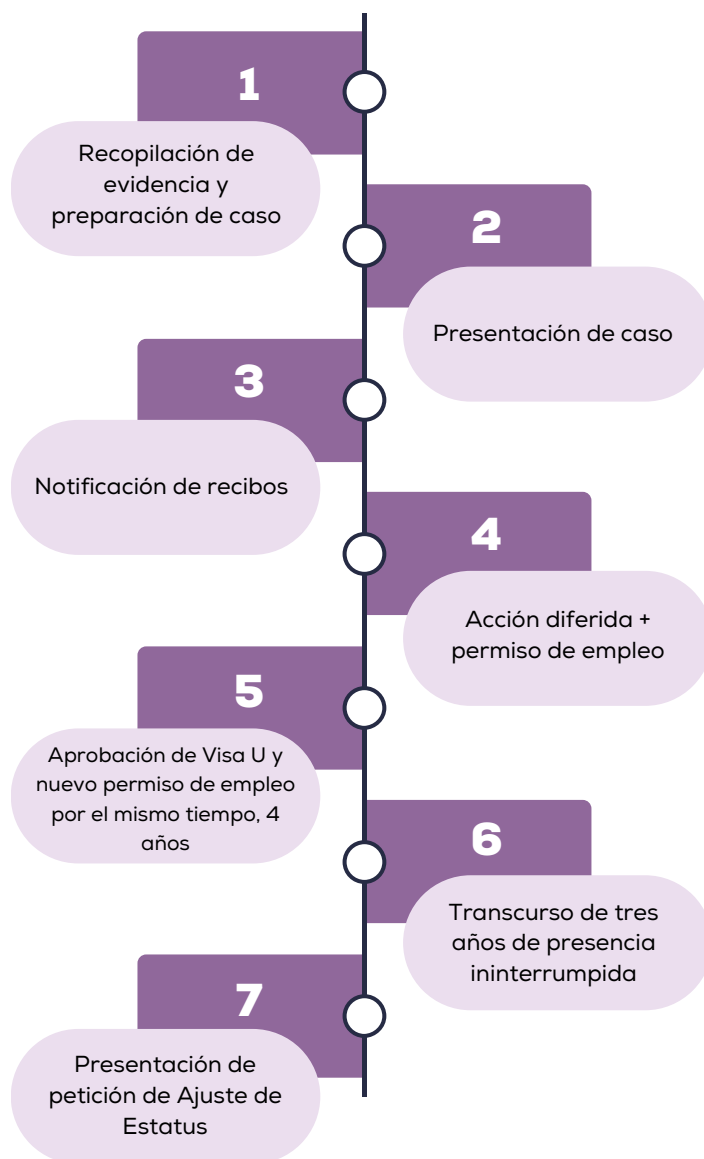 1
Recopilación de
evidencia y
preparación de caso
2
Presentación de caso
3
Notificación de recibos
4
Acción diferida +
permiso de empleo
5
Aprobación de Visa U y
nuevo permiso de empleo
por el mismo tiempo, 4
años
6
Transcurso de tres
años de presencia
ininterrumpida
7
Presentación de
petición de Ajuste de
Estatus